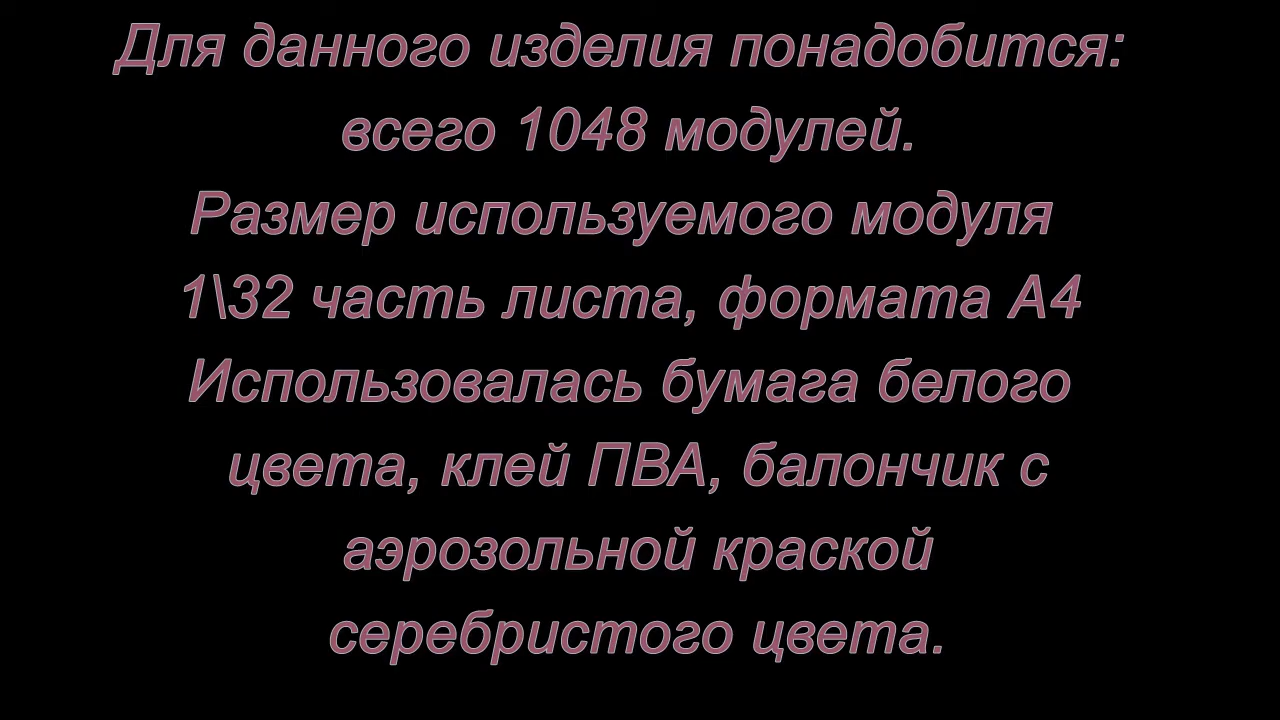 Для данного изделия понадобится:
всего 1048 модулей.
Размер используемого модуля
1\32 часть листа, формата А4
Использовалась бумага белого
цвета, клей ПВА, балончик с
аэрозольной краской
серебристого цвета.